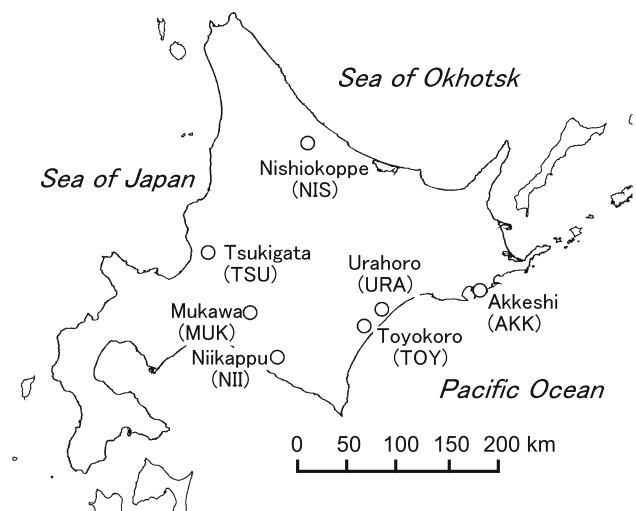 Sea of Okhotsk
Nishiokoppe
(NIS)
Sea of Japan
Tsukigata
(TSU)
Urahoro
(URA)
Akkeshi
(AKK)
Mukawa
(MUK)
Toyokoro
(TOY)
Niikappu
(NII)
Pacific Ocean
0 50 100 150 200 km